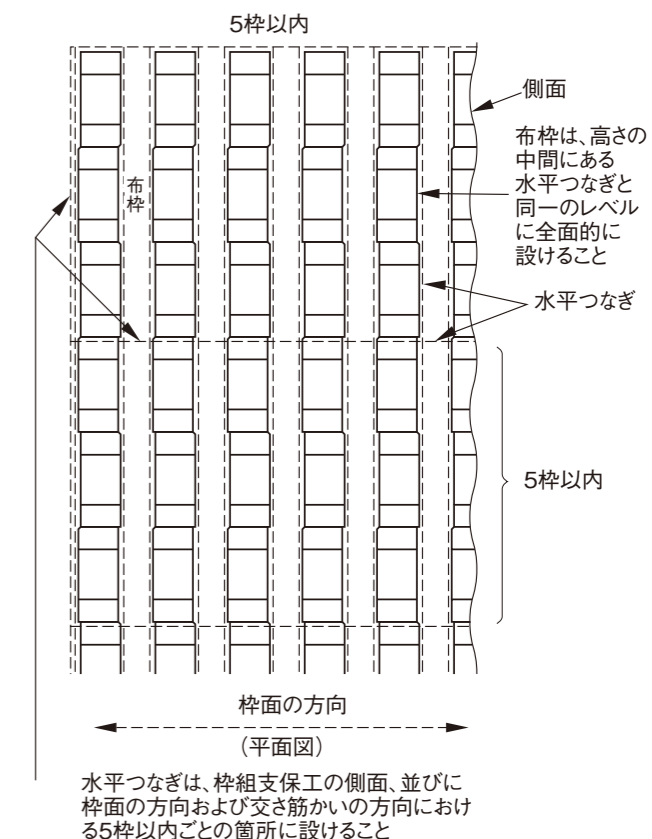 5枠以内
側面
布枠は、高さの
中間にある
水平つなぎと
同一のレベル
に全面的に
設けること
布枠
水平つなぎ
5枠以内
枠面の方向
(平面図)
水平つなぎは、枠組支保工の側面、並びに
枠面の方向および交さ筋かいの方向におけ
る5枠以内ごとの箇所に設けること